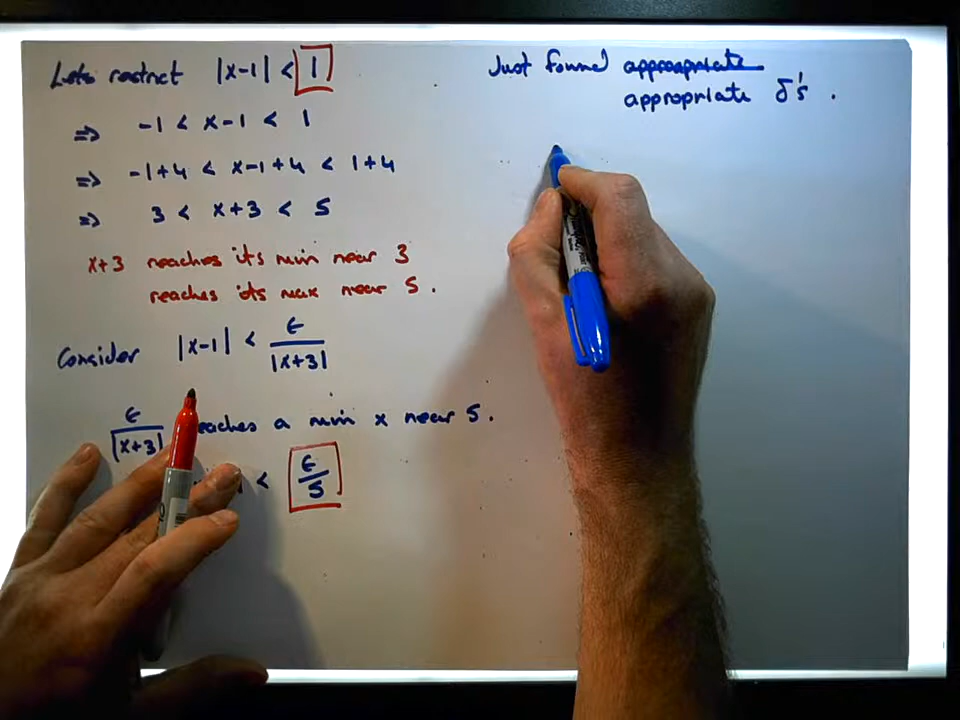 Lets restrict |x-1| < 1
=> -1 < x-1 < 1
=> -1+4 < x-1+4 < 1+4
=> 3 < x+3 < 5
x+3 reaches its min near 3
reaches its max near 5.
Consider |x-1| < ϵ/|x+3|
ϵ/|x+3| reaches a min x near 5.
< ϵ/5
Just found appropriate
appropriate δ's.